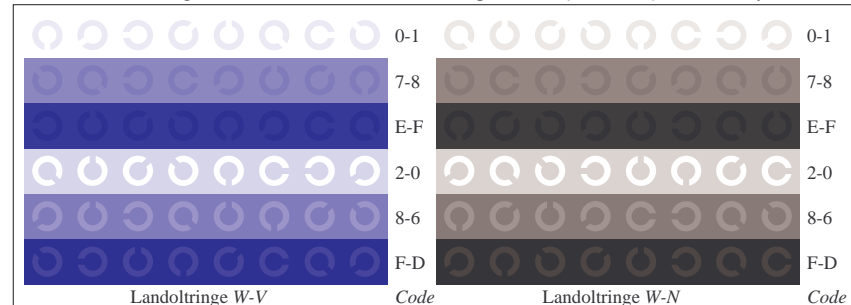 0-1 0-1
7-8 7-8
E-F E-F
2-0 2-0
8-6 8-6
F-D F-D
Landoltringe W-V Code Landoltringe W-N Code